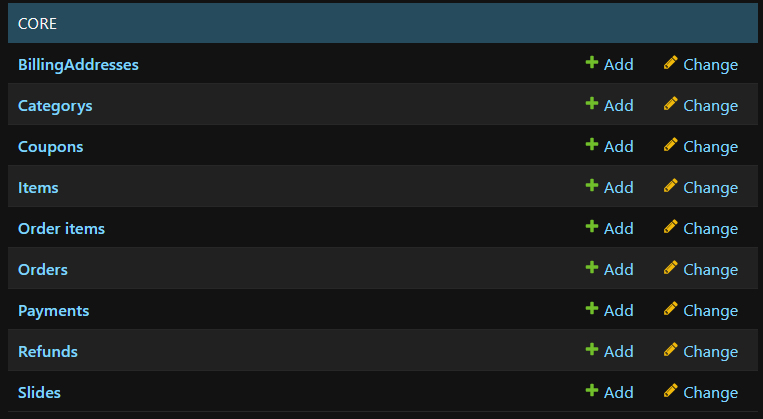 CORE
BillingAddresses Add Change
Categorys Add Change
Coupons Add Change
Items Add Change
Order items Add Change
Orders Add Change
Payments Add Change
Refunds Add Change
Slides Add Change